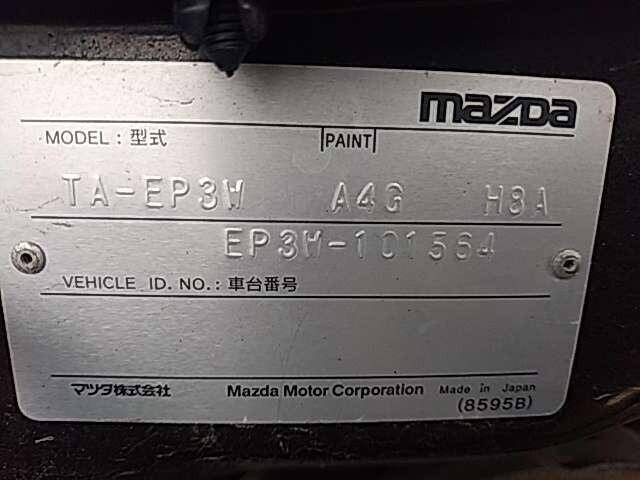 mazda
MODEL : 型式 PAINT
TA-EP3W A4G H8A
EP3W-101564
VEHICLE ID. NO. : 車台番号
マツダ株式会社 Mazda Motor Corporation Made in Japan
(8595B)